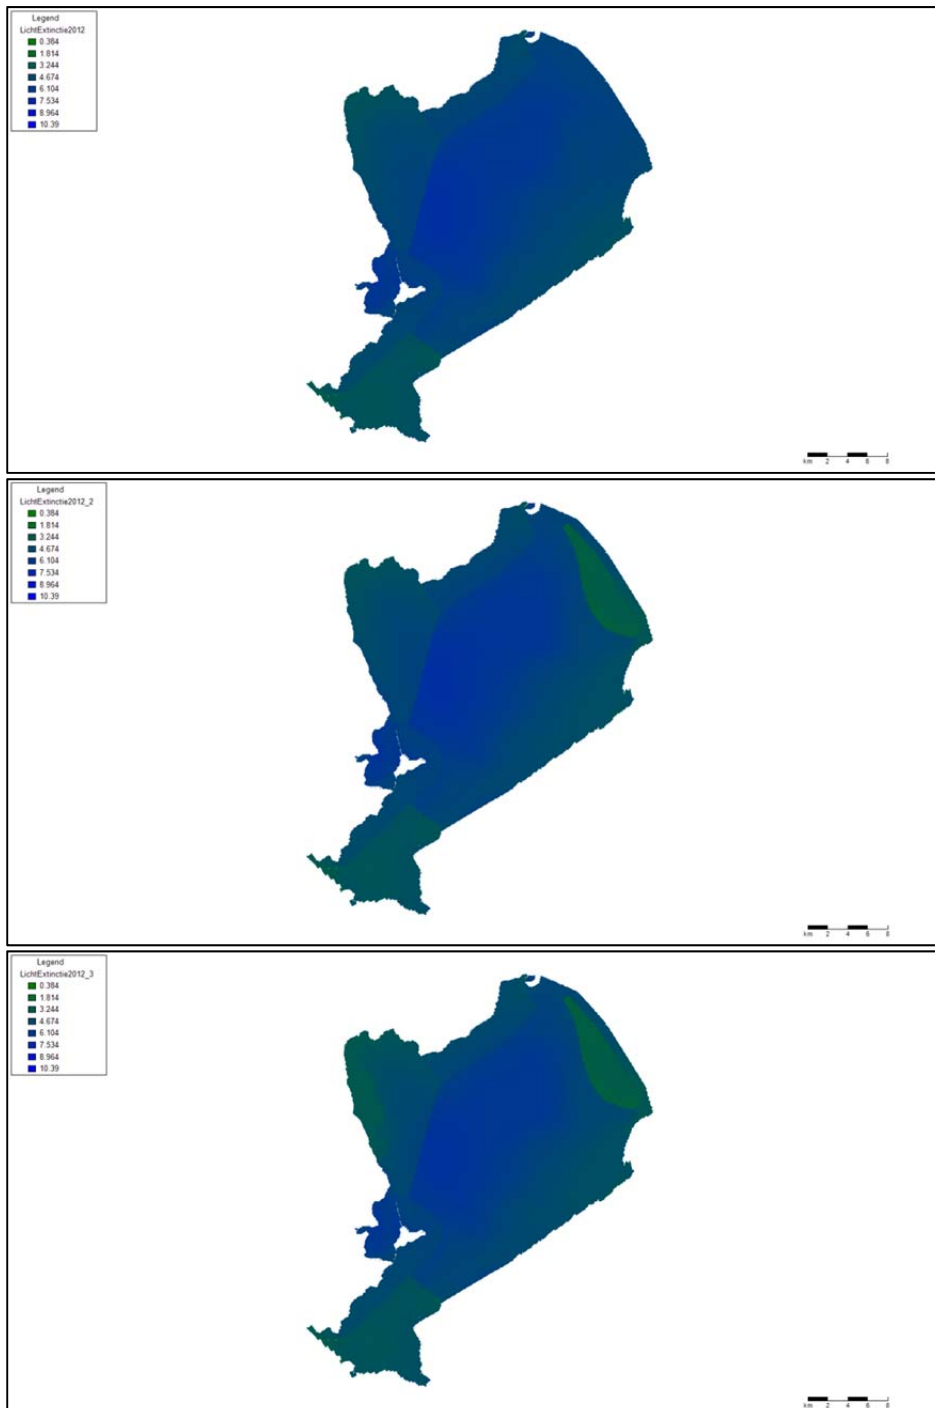 Legend
LichtExtinctie2012
0.384
1.814
3.244
4.674
6.104
7.534
8.964
10.39
km 2 4 6 8
Legend
LichtExtinctie2012_2
0.384
1.814
3.244
4.674
6.104
7.534
8.964
10.39
km 2 4 6 8
Legend
LichtExtinctie2012_3
0.384
1.814
3.244
4.674
6.104
7.534
8.964
10.39
km 2 4 6 8